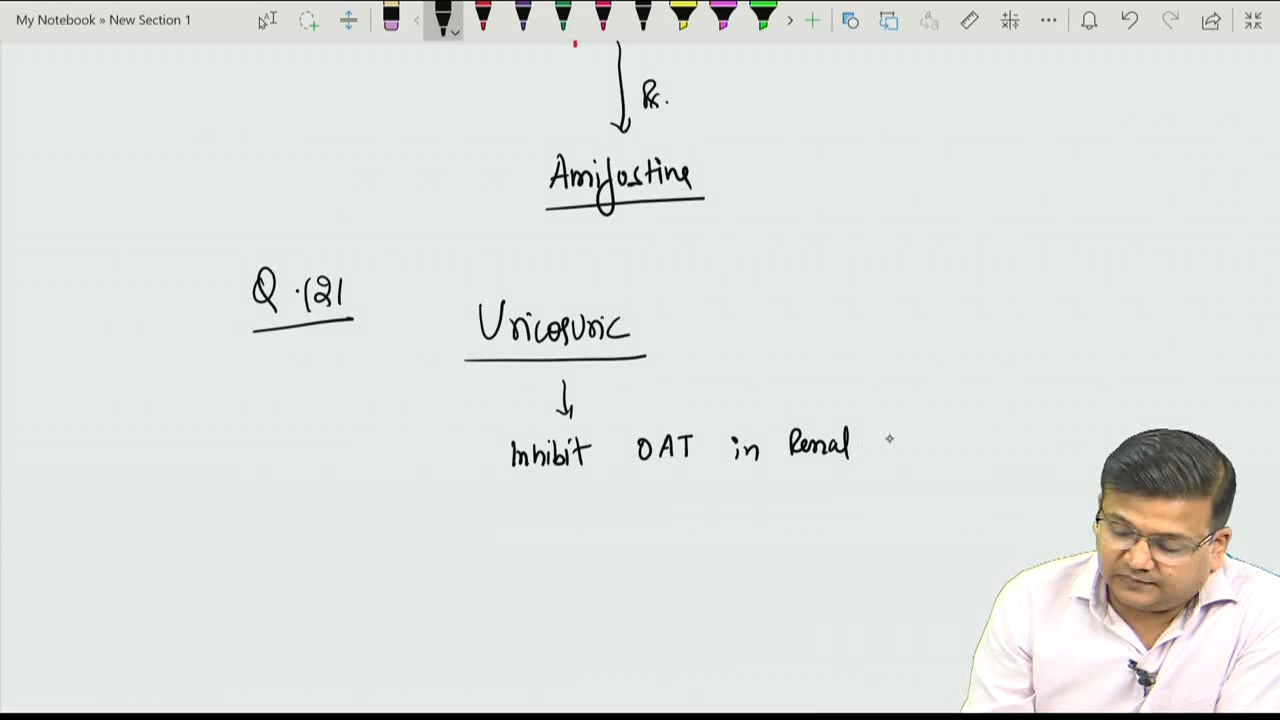 My Notebook » New Section 1
Rx.
Amifostine
Q.121
Uricosuric
Inhibit OAT in Renal